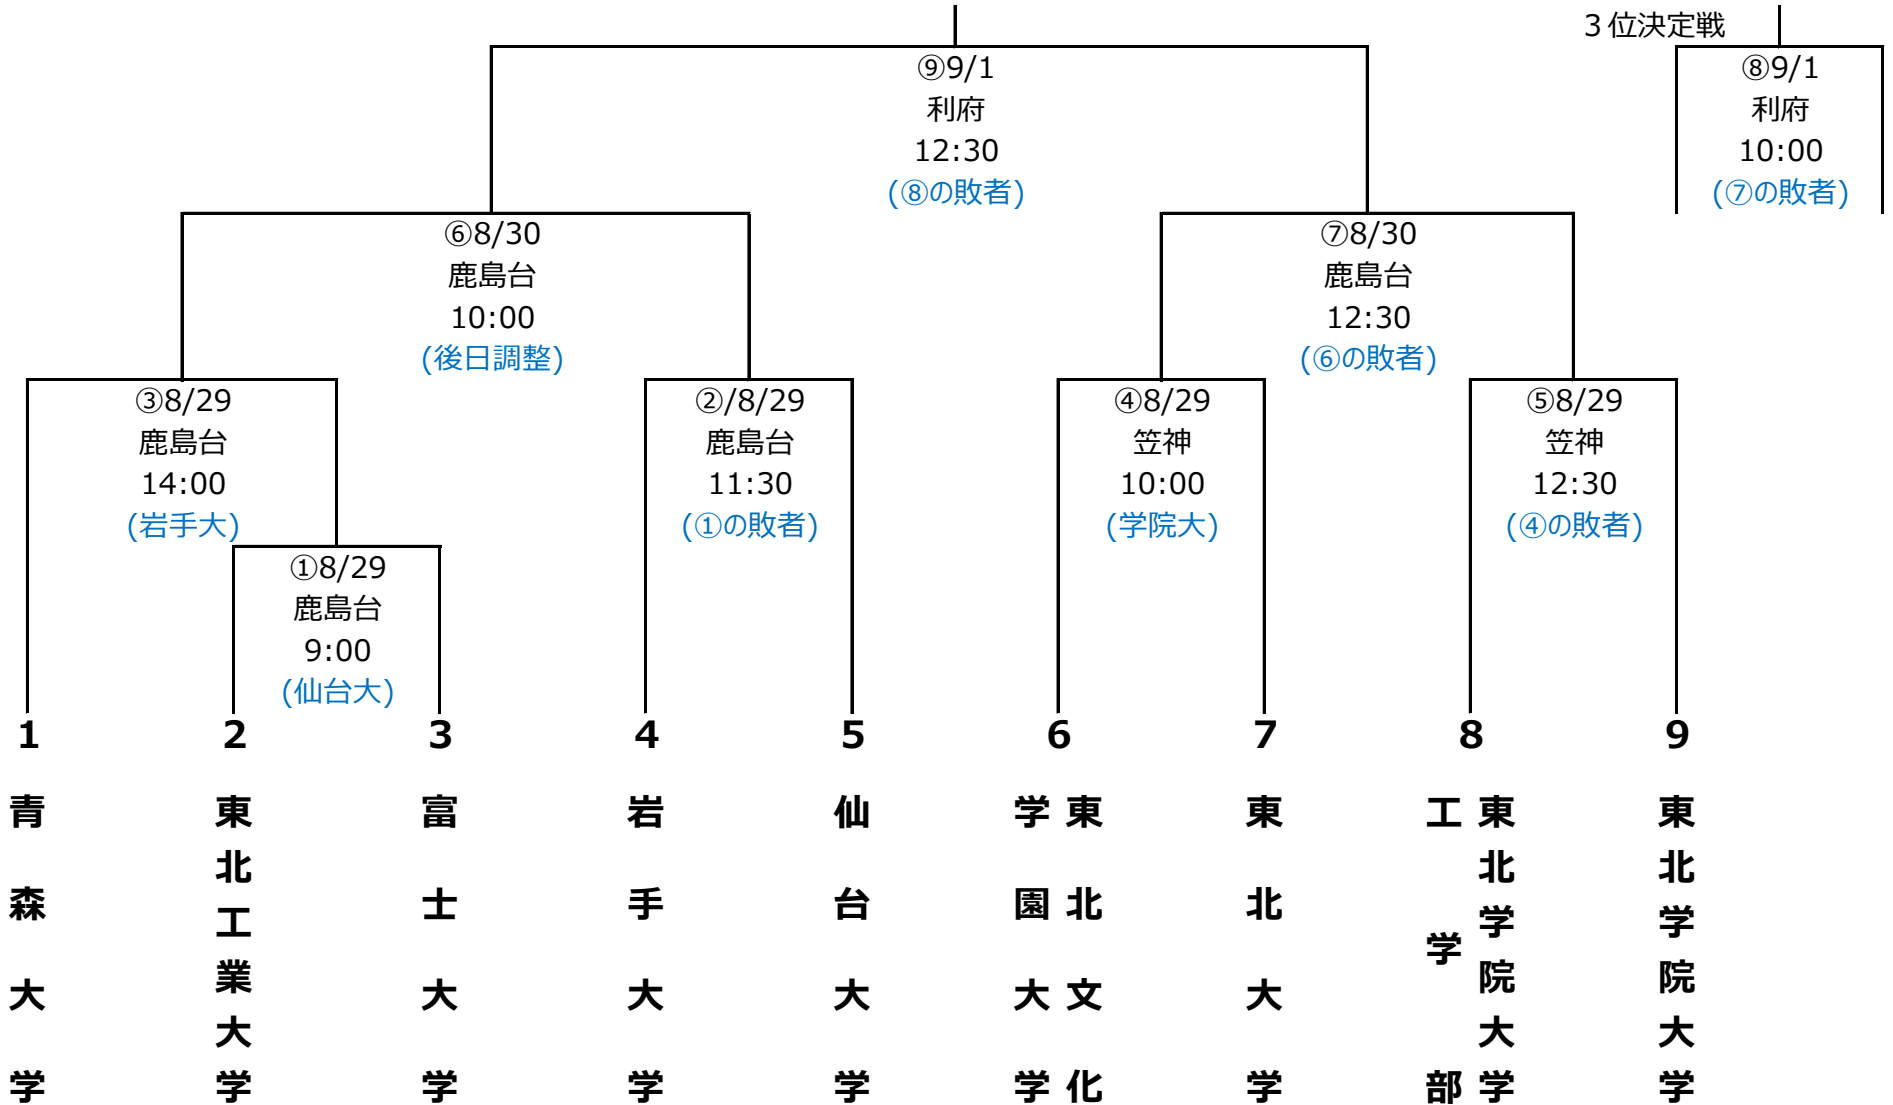 ３位決定戦
⑨9/1
利府
12:30
(⑧の敗者)
⑧9/1
利府
10:00
(⑦の敗者)
⑥8/30
鹿島台
10:00
(後日調整)
⑦8/30
鹿島台
12:30
(⑥の敗者)
③8/29
鹿島台
14:00
(岩手大)
②/8/29
鹿島台
11:30
(①の敗者)
④8/29
笠神
10:00
(学院大)
⑤8/29
笠神
12:30
(④の敗者)
①8/29
鹿島台
9:00
(仙台大)
1
青森大学
2
東北工業大学
3
富士大学
4
岩手大学
5
仙台大学
6
東北文化
学園大学
7
東北大学
8
東北学院大学
工学部
9
東北学院大学